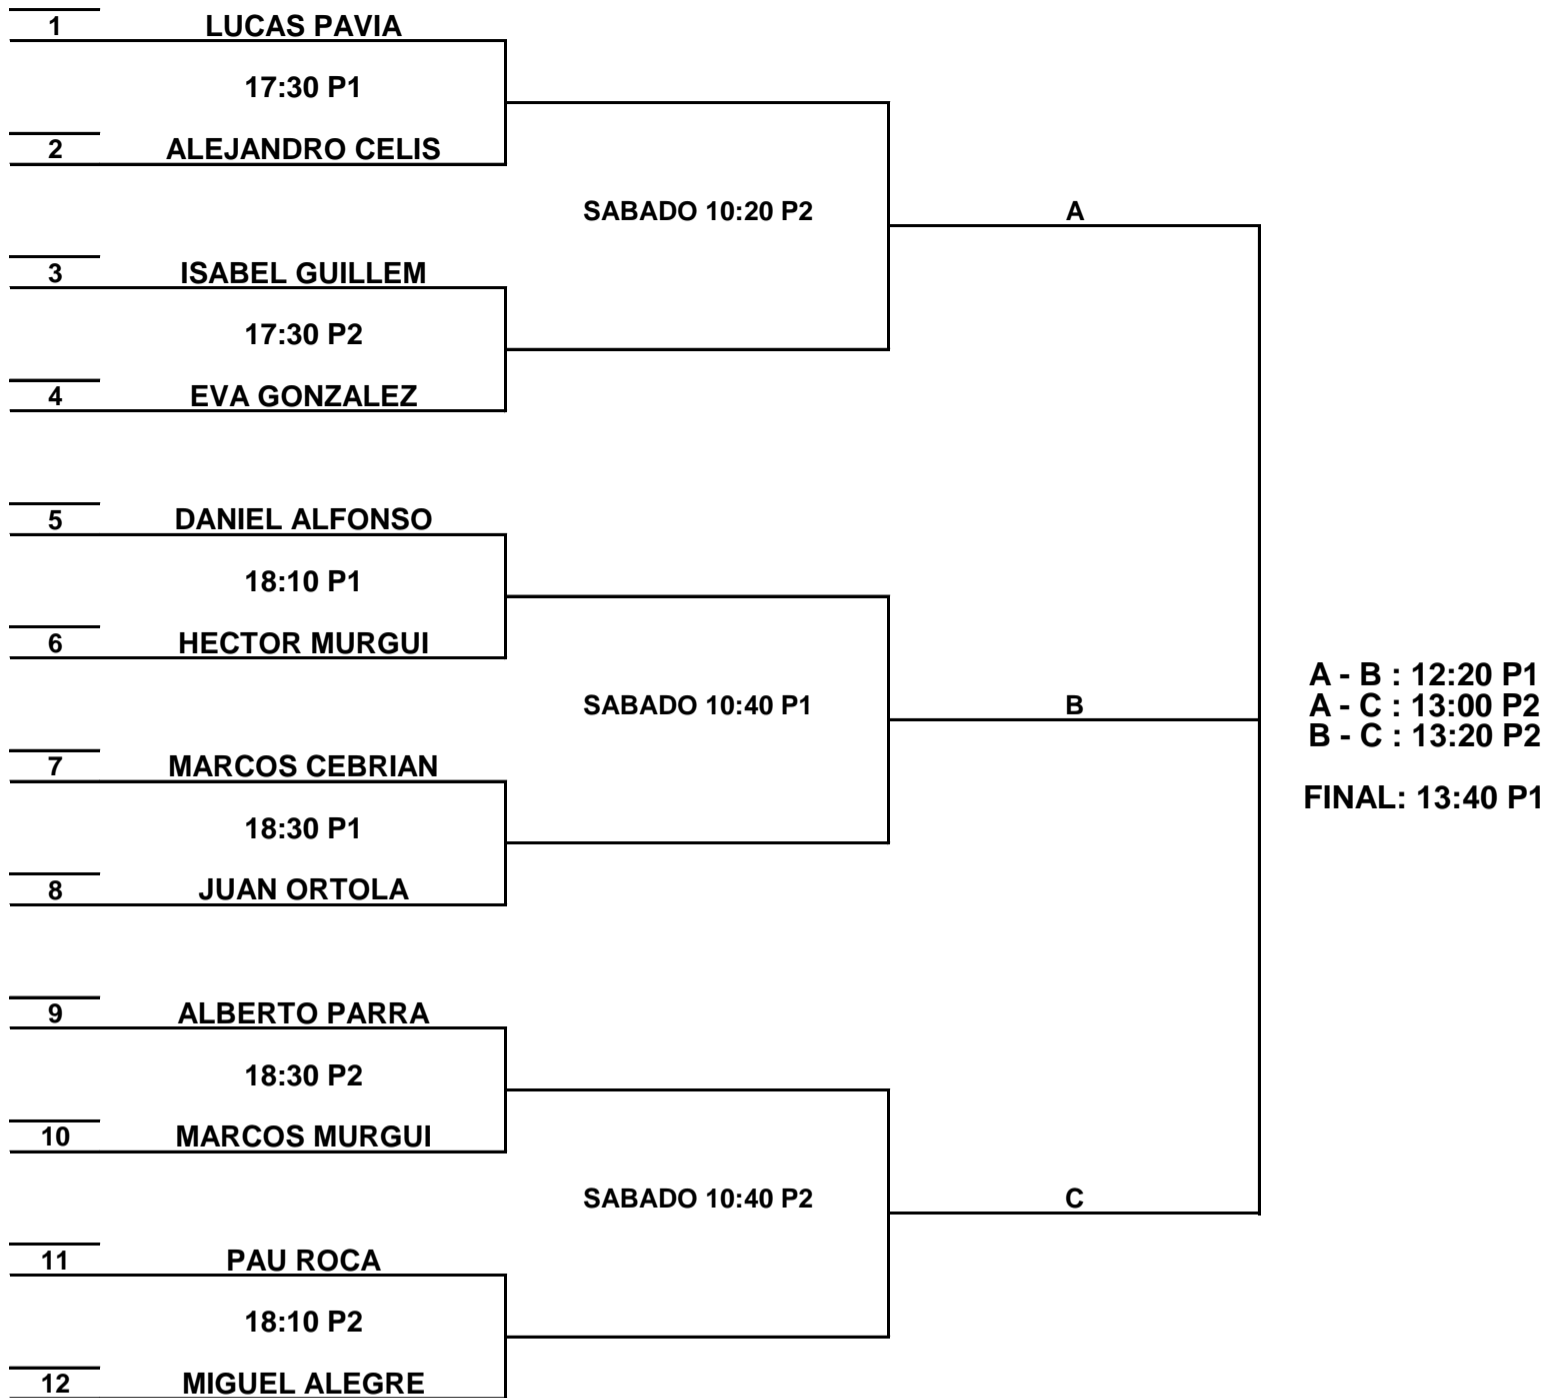 1 LUCAS PAVIA
17:30 P1
2 ALEJANDRO CELIS
SABADO 10:20 P2
A
3 ISABEL GUILLEM
17:30 P2
4 EVA GONZALEZ
5 DANIEL ALFONSO
18:10 P1
6 HECTOR MURGUI
SABADO 10:40 P1
B
7 MARCOS CEBRIAN
18:30 P1
8 JUAN ORTOLA
A - B : 12:20 P1
A - C : 13:00 P2
B - C : 13:20 P2
FINAL: 13:40 P1
9 ALBERTO PARRA
18:30 P2
10 MARCOS MURGUI
SABADO 10:40 P2
C
11 PAU ROCA
18:10 P2
12 MIGUEL ALEGRE